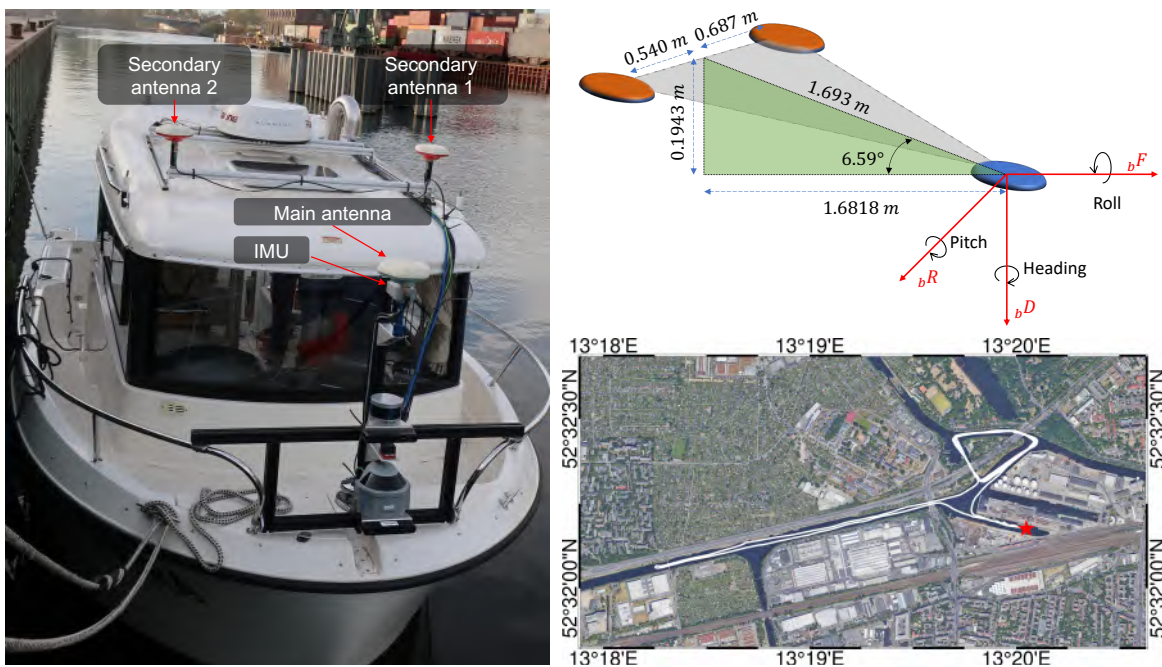 Secondary
antenna 2
Secondary
antenna 1
Main antenna
IMU
0.540 m
0.687 m
0.1943 m
1.693 m
6.59°
1.6818 m
bF
Roll
Pitch
bR
Heading
bD
13°18'E
13°19'E
13°20'E
52°32'30"N
52°32'00"N
52°32'30"N
52°32'00"N
13°18'E
13°19'E
13°20'E